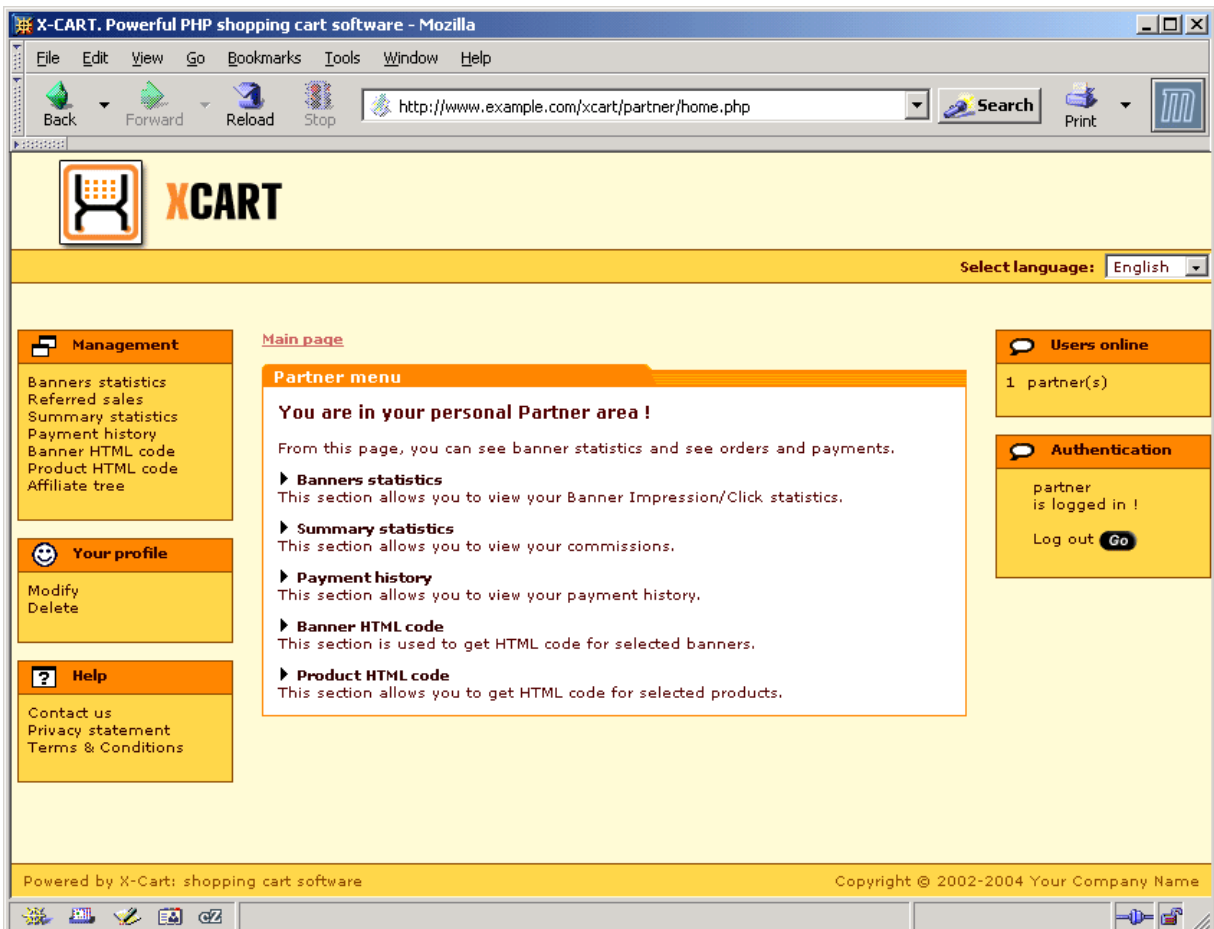 X-CART. Powerful PHP shopping cart software - Mozilla
File Edit View Go Bookmarks Tools Window Help
Back Forward Reload Stop http://www.example.com/xcart/partner/home.php Search Print
XCART
Select language: English
Management
Banners statistics
Referred sales
Summary statistics
Payment history
Banner HTML code
Product HTML code
Affiliate tree
Your profile
Modify
Delete
Help
Contact us
Privacy statement
Terms & Conditions
Main page
Partner menu
You are in your personal Partner area !
From this page, you can see banner statistics and see orders and payments.
Banners statistics
This section allows you to view your Banner Impression/Click statistics.
Summary statistics
This section allows you to view your commissions.
Payment history
This section allows you to view your payment history.
Banner HTML code
This section is used to get HTML code for selected banners.
Product HTML code
This section allows you to get HTML code for selected products.
Users online
1 partner(s)
Authentication
partner
is logged in !
Log out Go
Powered by X-Cart: shopping cart software
Copyright © 2002-2004 Your Company Name